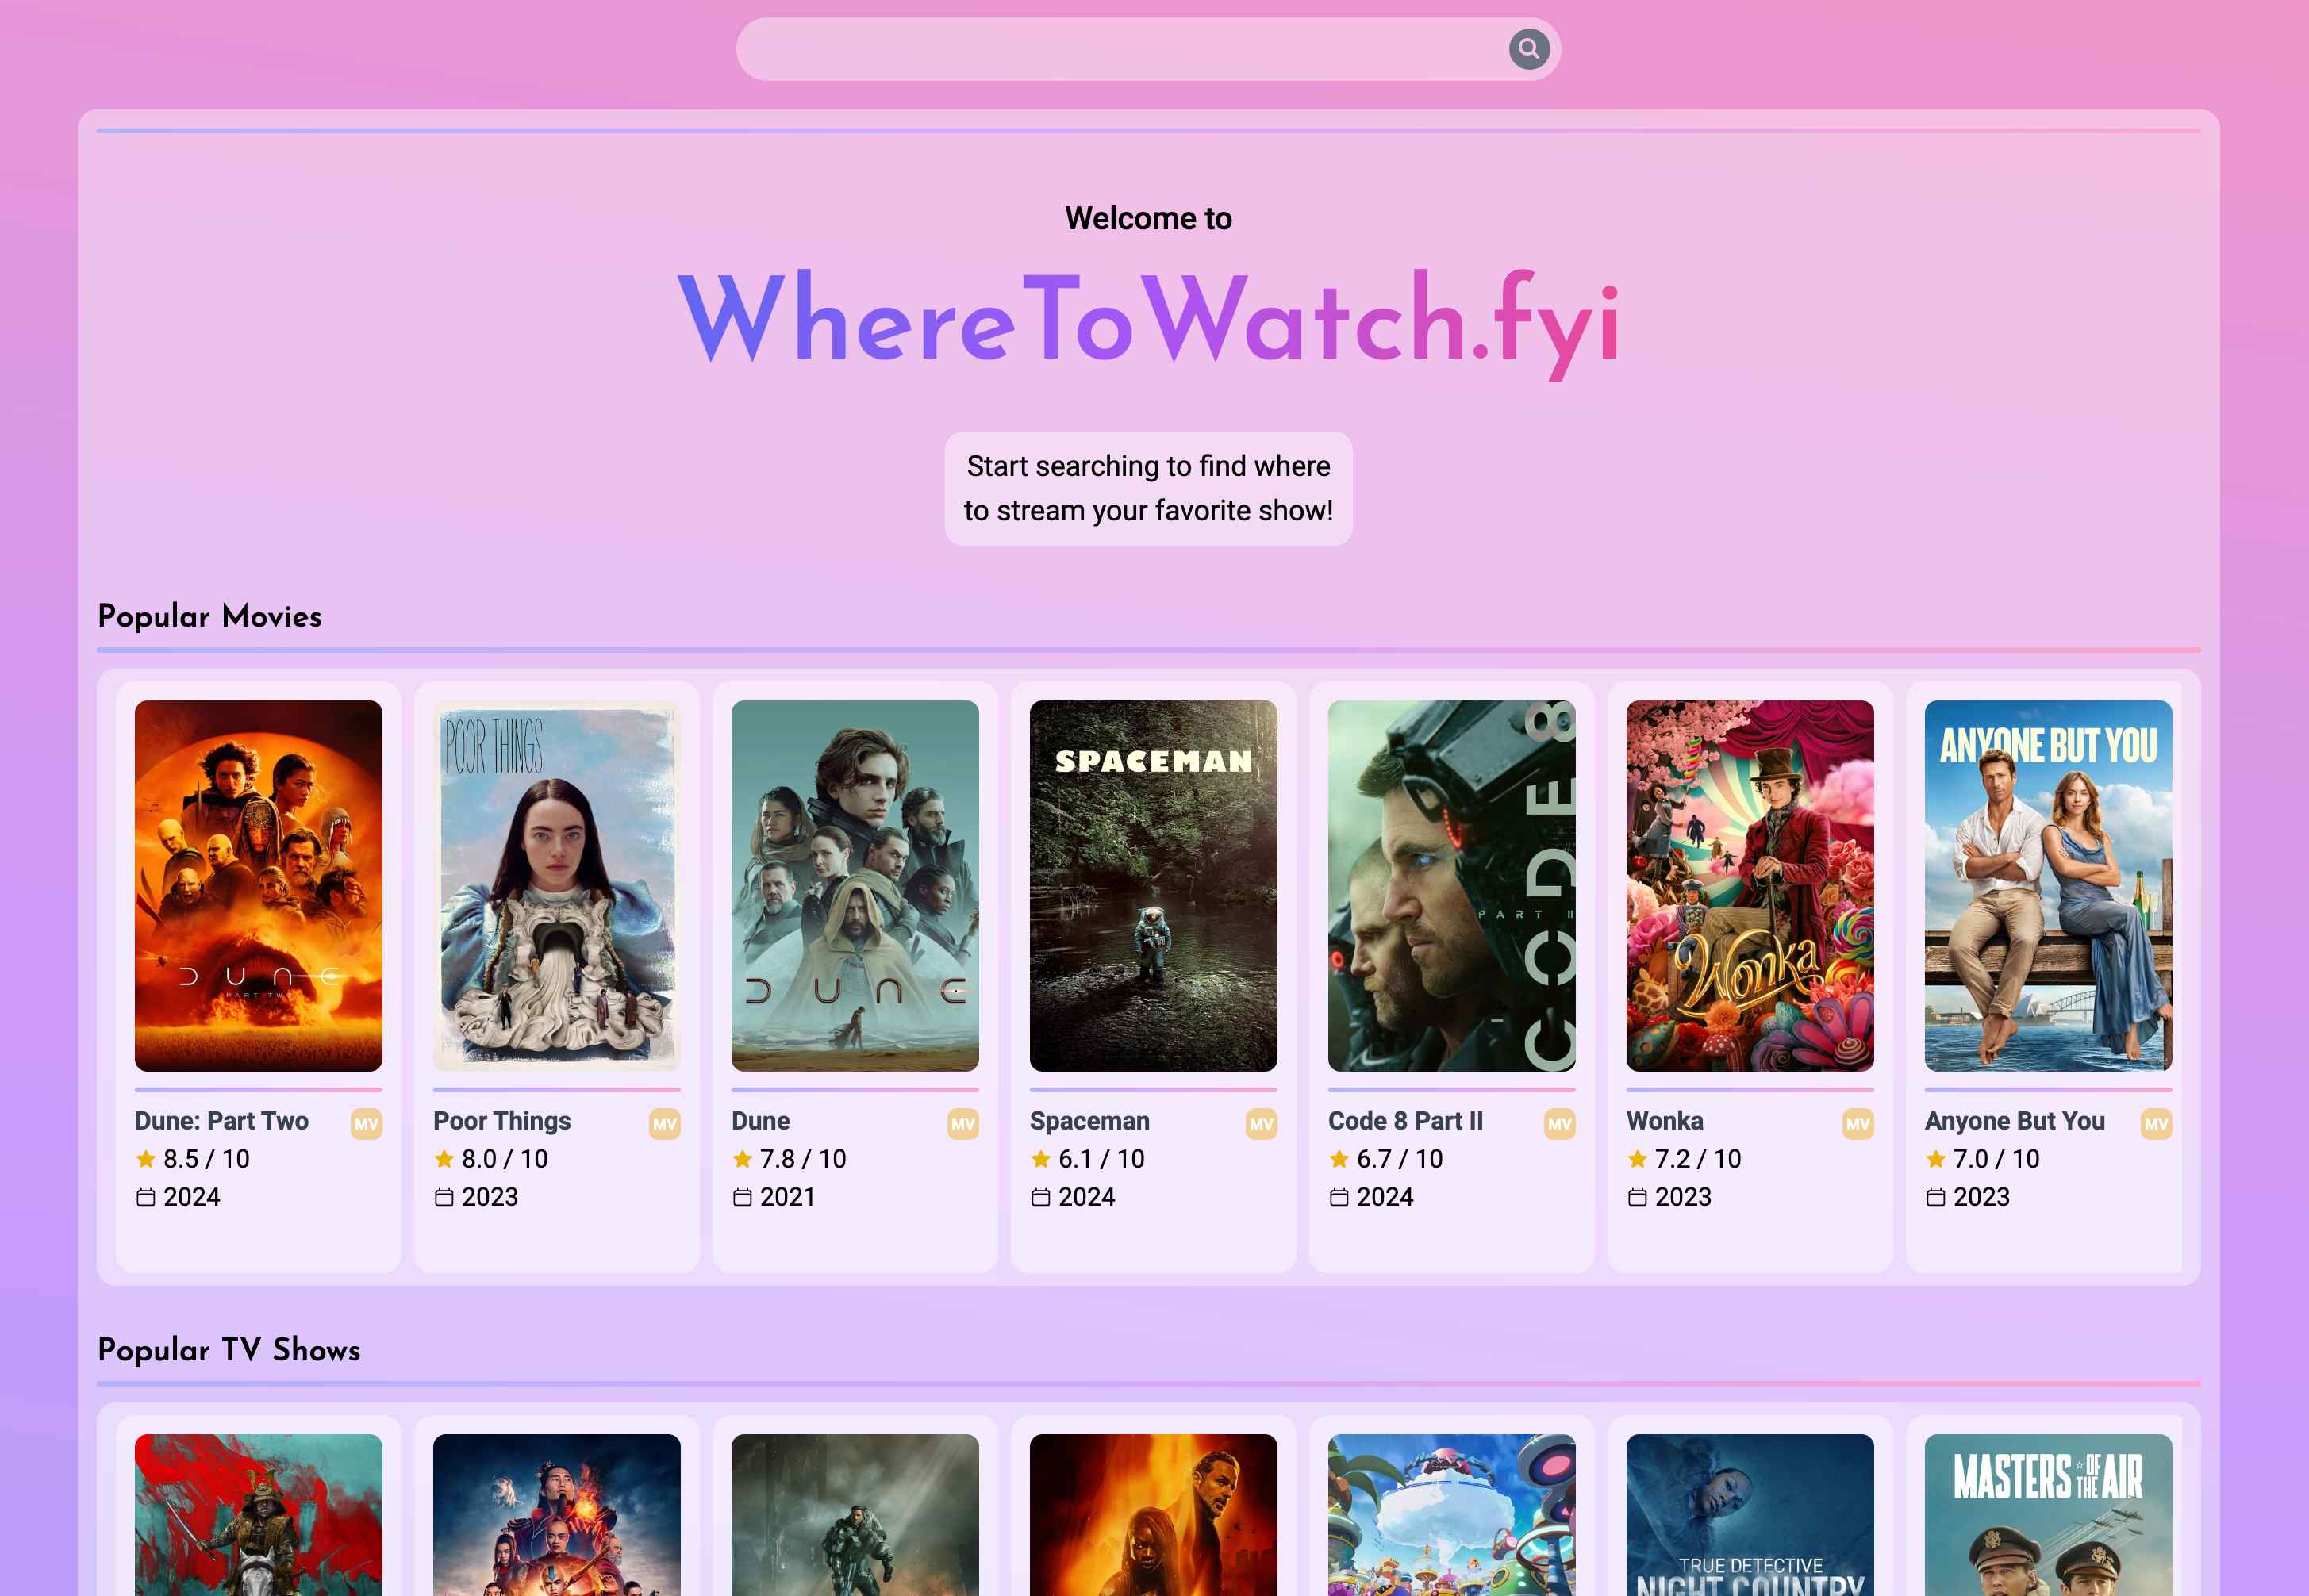 Welcome to
WhereToWatch.fyi
Start searching to find where
to stream your favorite show!
Popular Movies
DUNE
PART TWO
POOR THINGS
DUNE
SPACEMAN
CODE 8
PART II
Wonka
ANYONE BUT YOU
Dune: Part Two
MV
8.5 / 10
2024
Poor Things
MV
8.0 / 10
2023
Dune
MV
7.8 / 10
2021
Spaceman
MV
6.1 / 10
2024
Code 8 Part II
MV
6.7 / 10
2024
Wonka
MV
7.2 / 10
2023
Anyone But You
MV
7.0 / 10
2023
Popular TV Shows
TRUE DETECTIVE
NIGHT COUNTRY
MASTERS OF THE AIR